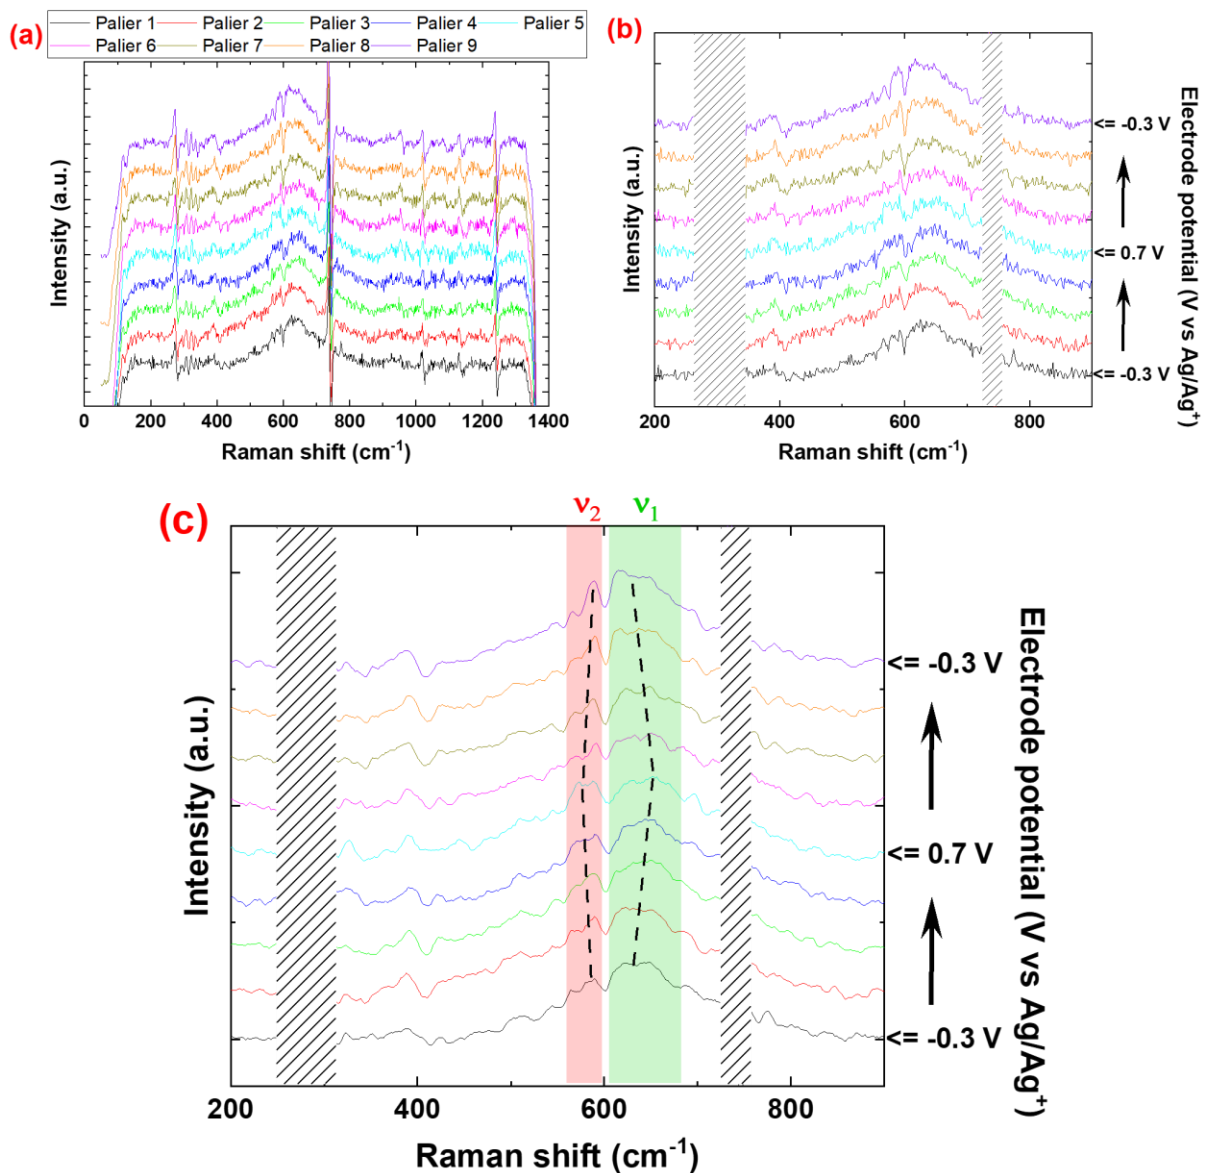 (a)
Palier 1 Palier 2 Palier 3 Palier 4 Palier 5
Palier 6 Palier 7 Palier 8 Palier 9
Intensity (a.u.)
0 200 400 600 800 1000 1200 1400
Raman shift (cm⁻¹)
(b)
Intensity (a.u.)
<= -0.3 V
<= 0.7 V
<= -0.3 V
Electrode potential (V vs Ag/Ag⁺)
200 400 600 800
Raman shift (cm⁻¹)
(c)
ν₂ ν₁
Intensity (a.u.)
<= -0.3 V
<= 0.7 V
<= -0.3 V
Electrode potential (V vs Ag/Ag⁺)
200 400 600 800
Raman shift (cm⁻¹)